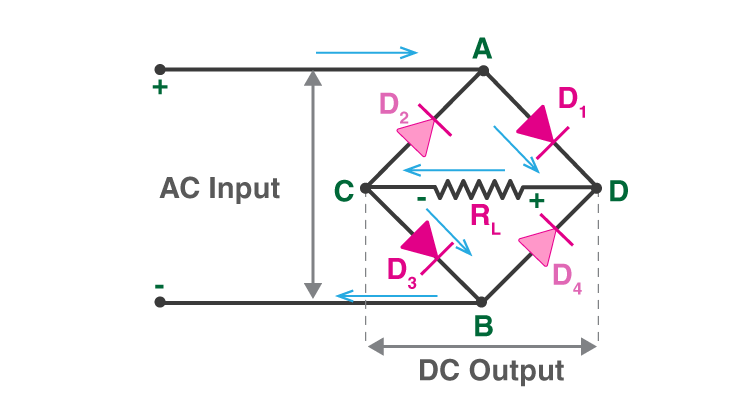 A
+
D1
D2
AC Input
C
-
RL
+
D
D3
D4
-
B
DC Output